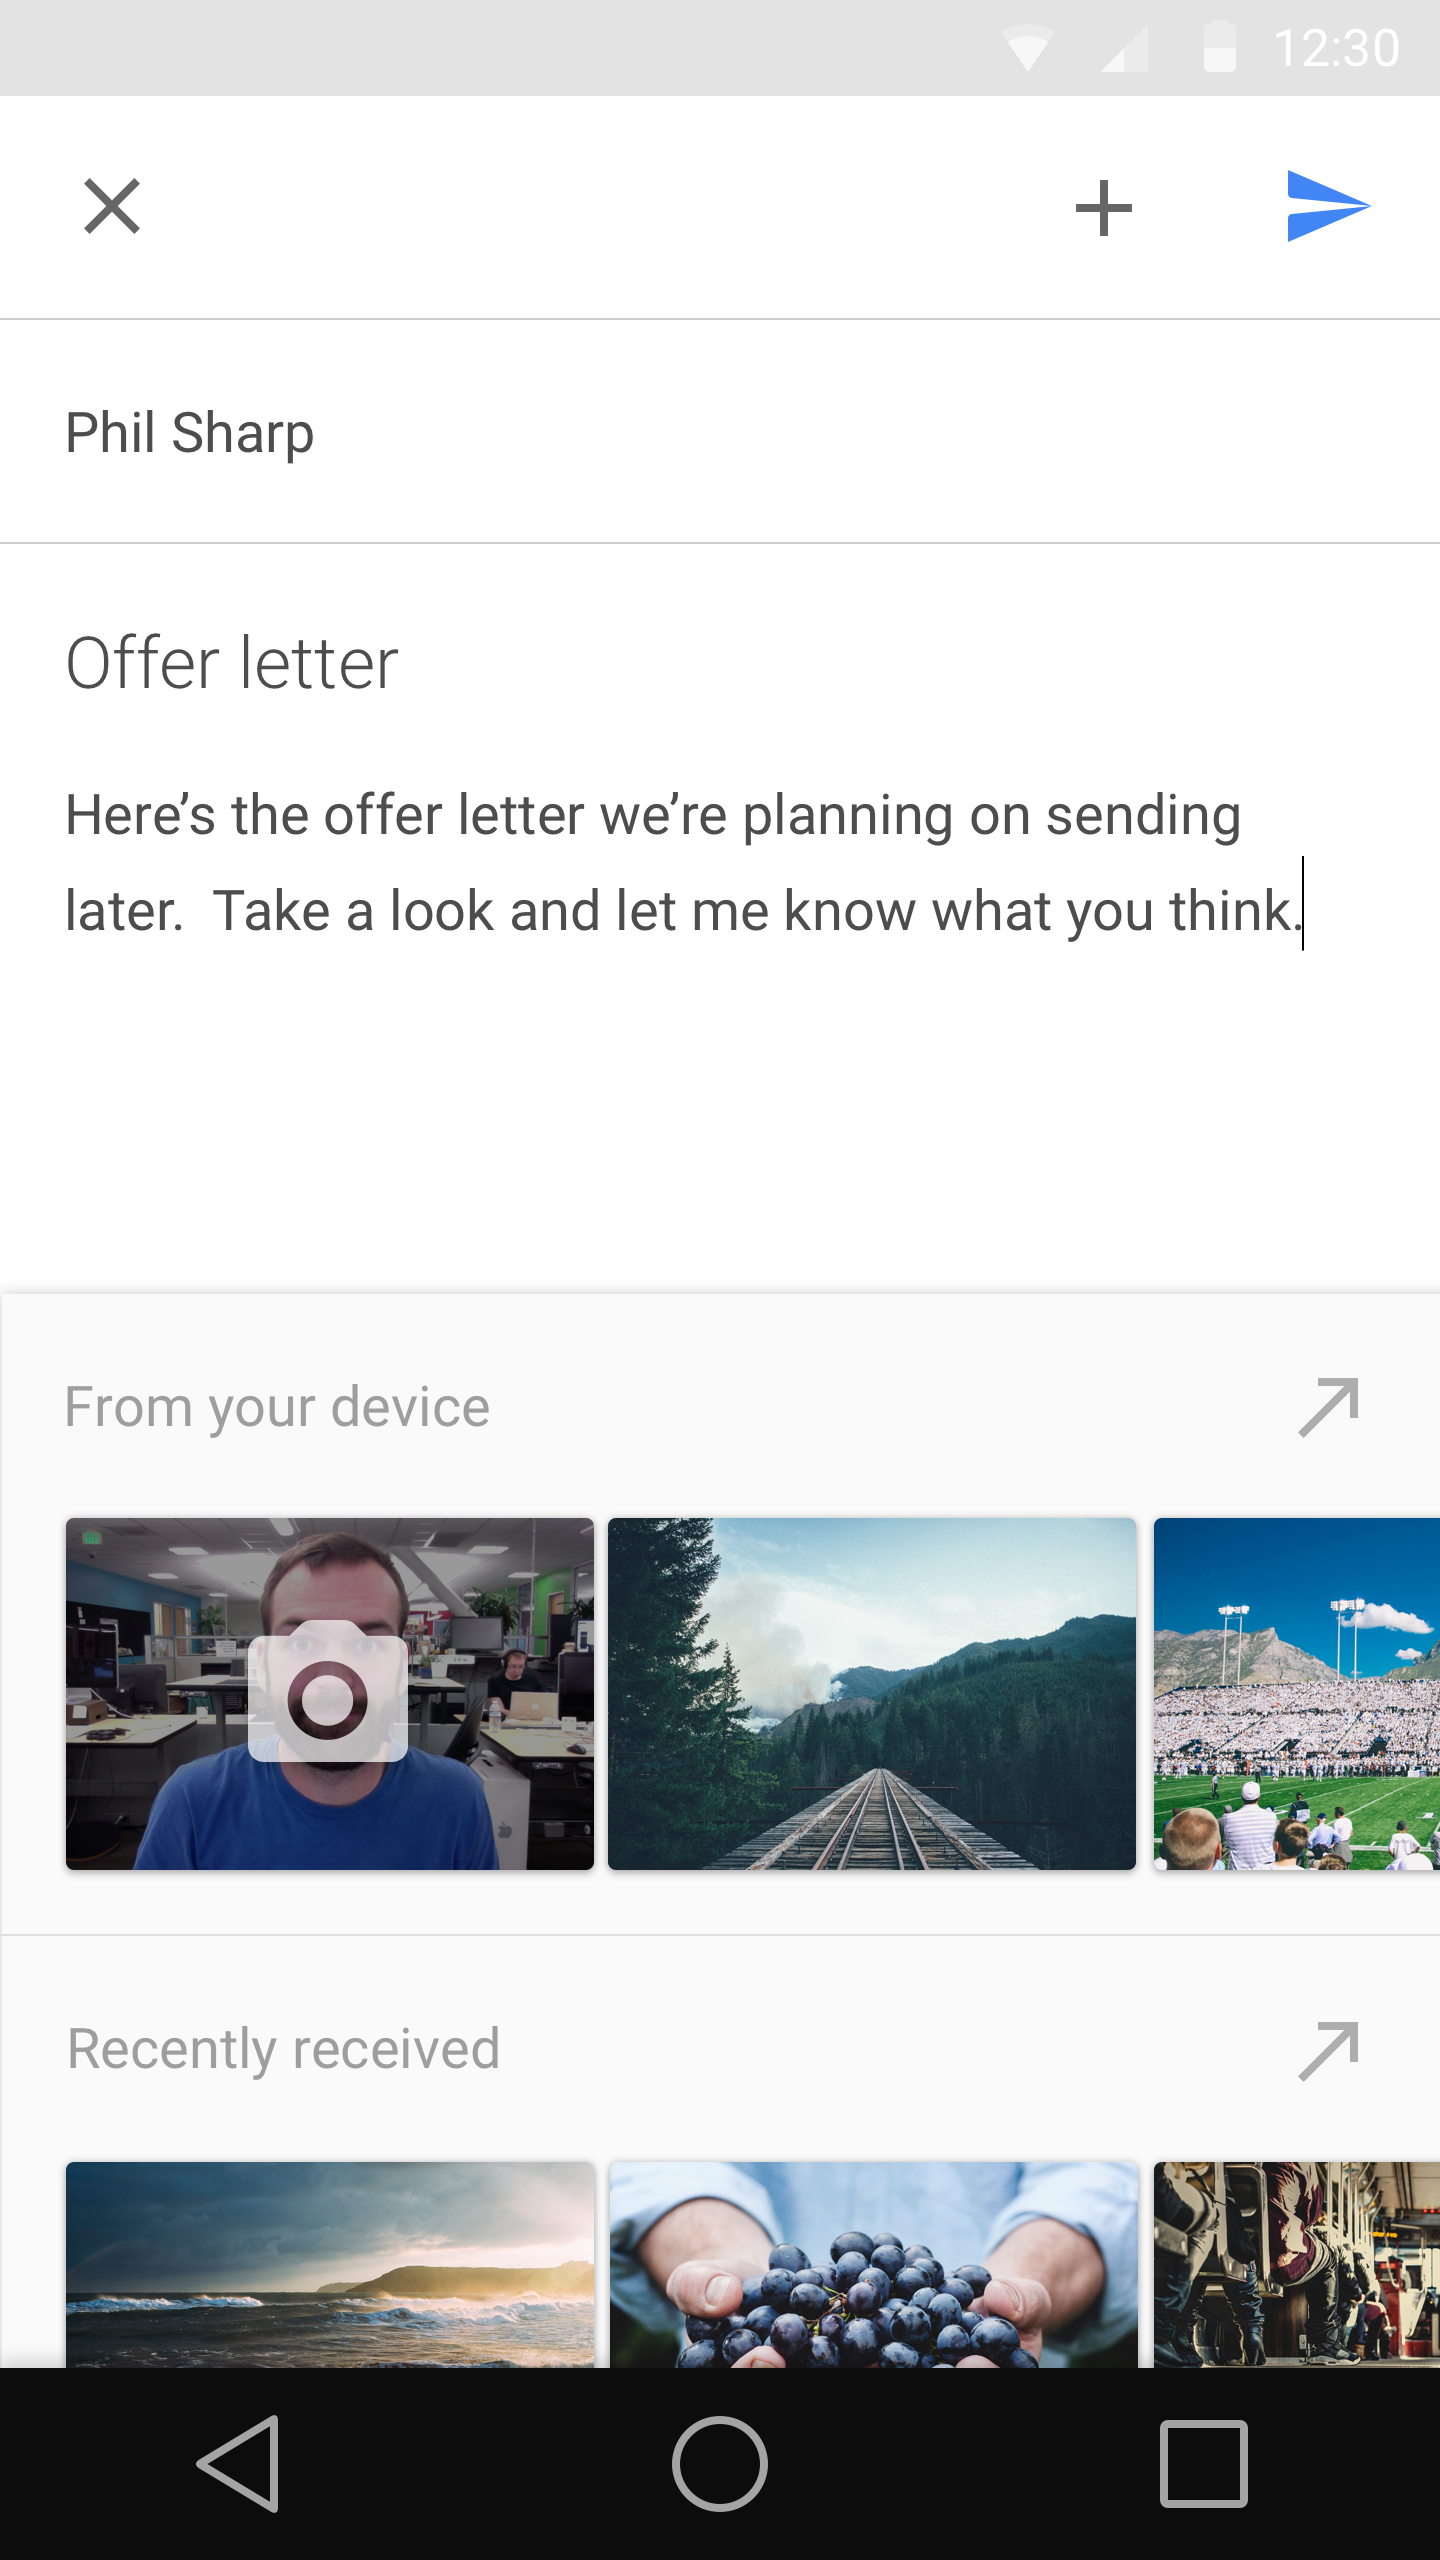 12:30
Phil Sharp
Offer letter
Here’s the offer letter we’re planning on sending
later.  Take a look and let me know what you think.
From your device
Recently received